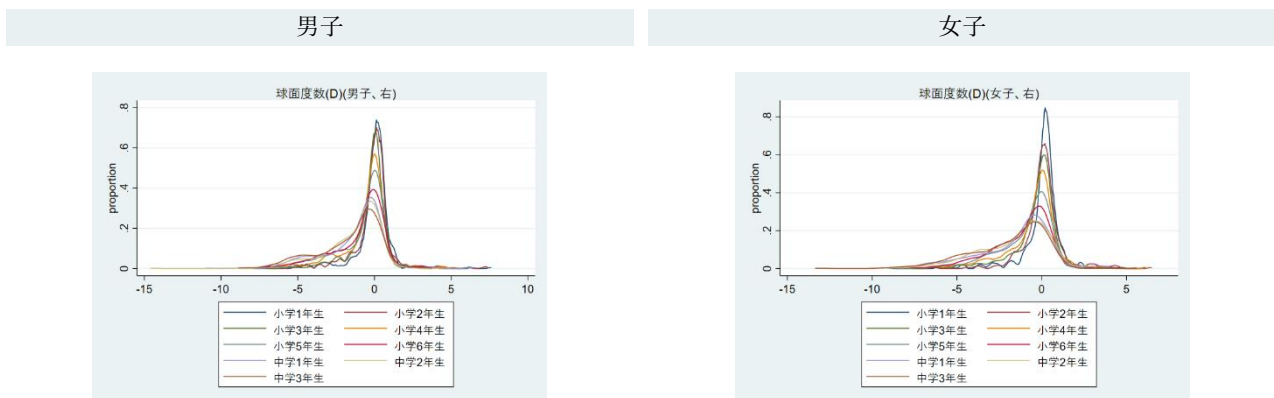 男子
女子
球面度数(D)(男子、右)
proportion
.8
.6
.4
.2
0
-15
-10
-5
0
5
10
小学1年生
小学2年生
小学3年生
小学4年生
小学5年生
小学6年生
中学1年生
中学2年生
中学3年生
球面度数(D)(女子、右)
proportion
.8
.6
.4
.2
0
-15
-10
-5
0
5
小学1年生
小学2年生
小学3年生
小学4年生
小学5年生
小学6年生
中学1年生
中学2年生
中学3年生